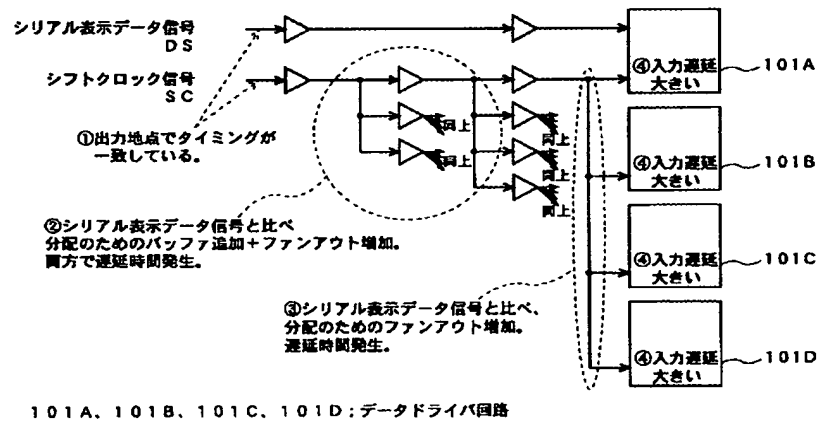 シリアル表示データ信号
DS
シフトクロック信号
SC
①出力地点でタイミングが
一致している。
同上
同上
同上
同上
同上
④入力遅延
大きい
101A
④入力遅延
大きい
101B
④入力遅延
大きい
101C
④入力遅延
大きい
101D
②シリアル表示データ信号と比べ
分配のためのバッファ追加+ファンアウト増加。
両方で遅延時間発生。
③シリアル表示データ信号と比べ、
分配のためのファンアウト増加。
遅延時間発生。
101A、101B、101C、101D;データドライバ回路